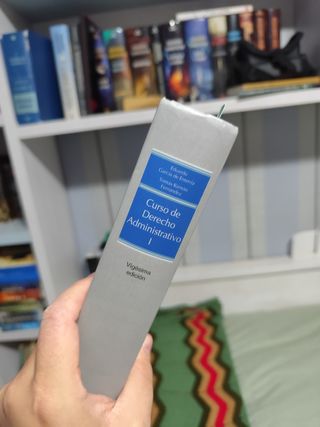 Eduardo
García de Enterría
Tomás-Ramón
Fernández
Curso de
Derecho
Administrativo
I
Vigésima
edición